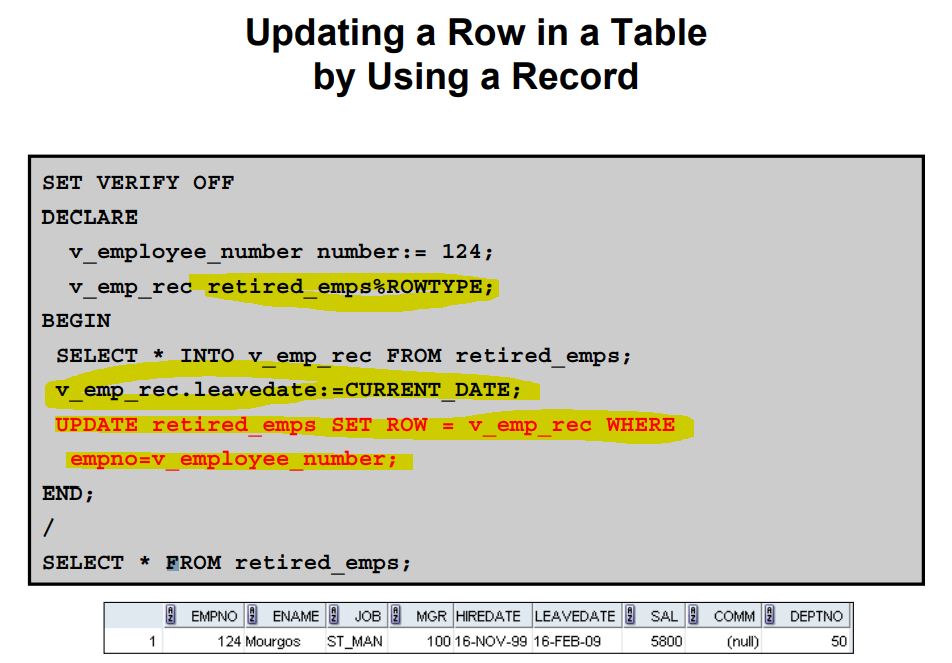 Updating a Row in a Table
by Using a Record
SET VERIFY OFF
DECLARE
v_employee_number number:= 124;
v_emp_rec retired_emps%ROWTYPE;
BEGIN
SELECT * INTO v_emp_rec FROM retired_emps;
v_emp_rec.leavedate:=CURRENT_DATE;
UPDATE retired_emps SET ROW = v_emp_rec WHERE
empno=v_employee_number;
END;
/
SELECT * FROM retired_emps;
EMPNO ENAME JOB MGR HIREDATE LEAVEDATE SAL COMM DEPTNO
1 124 Mourgos ST_MAN 100 16-NOV-99 16-FEB-09 5800 (null) 50